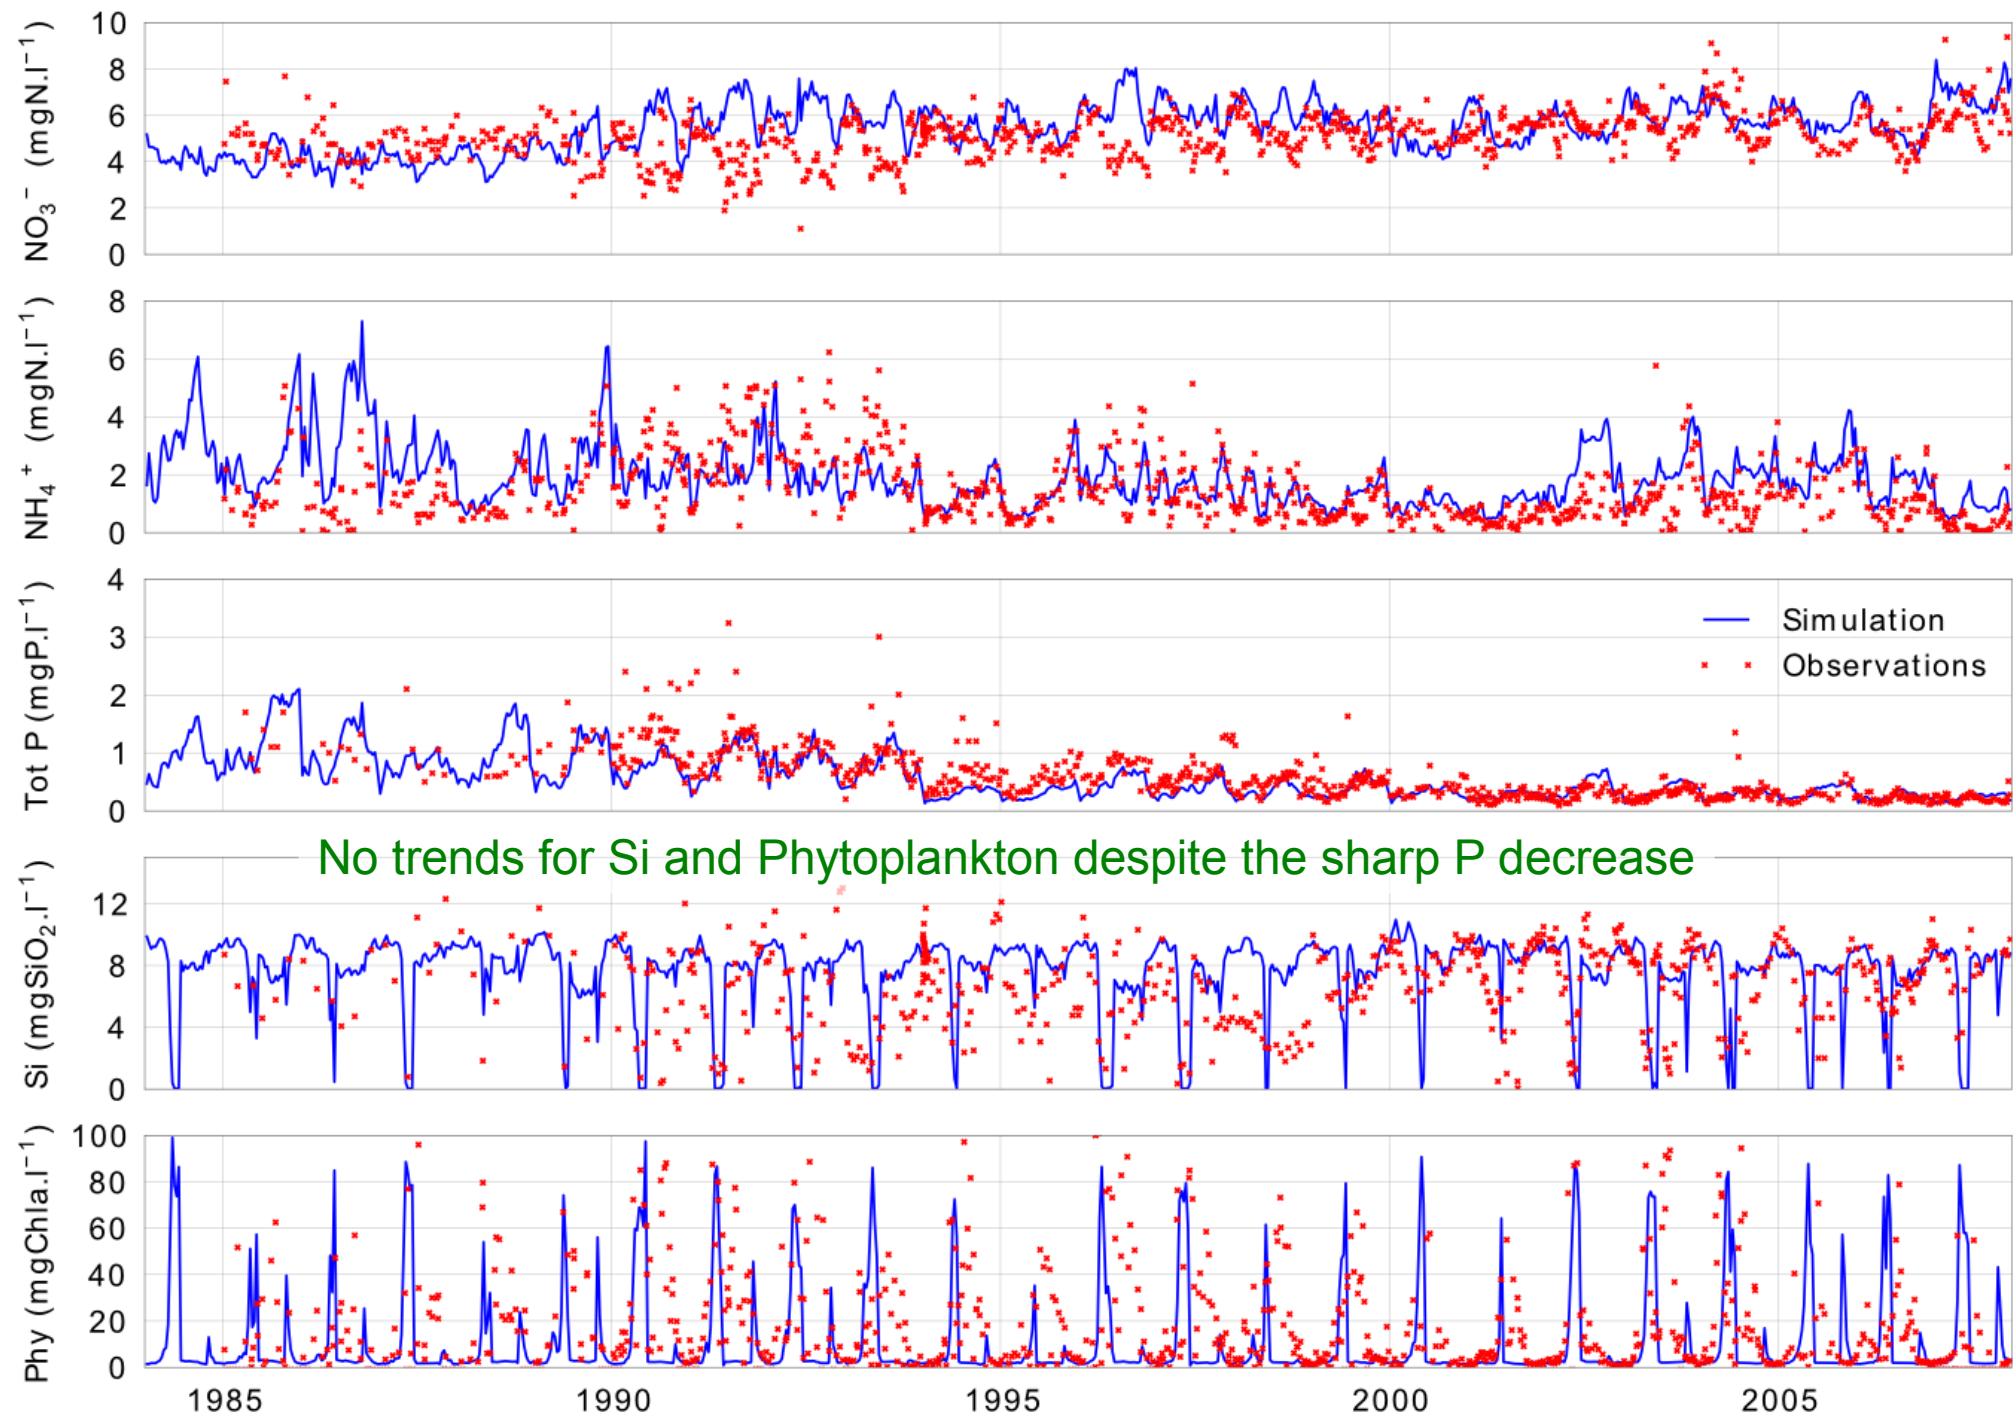 NO₃⁻ (mgN.l⁻¹)
10
8
6
4
2
0
NH₄⁺ (mgN.l⁻¹)
8
6
4
2
0
Tot P (mgP.l⁻¹)
4
3
2
1
0
Simulation
Observations
No trends for Si and Phytoplankton despite the sharp P decrease
Si (mgSiO₂.l⁻¹)
12
8
4
0
Phy (mgChla.l⁻¹)
100
80
60
40
20
0
1985 1990 1995 2000 2005